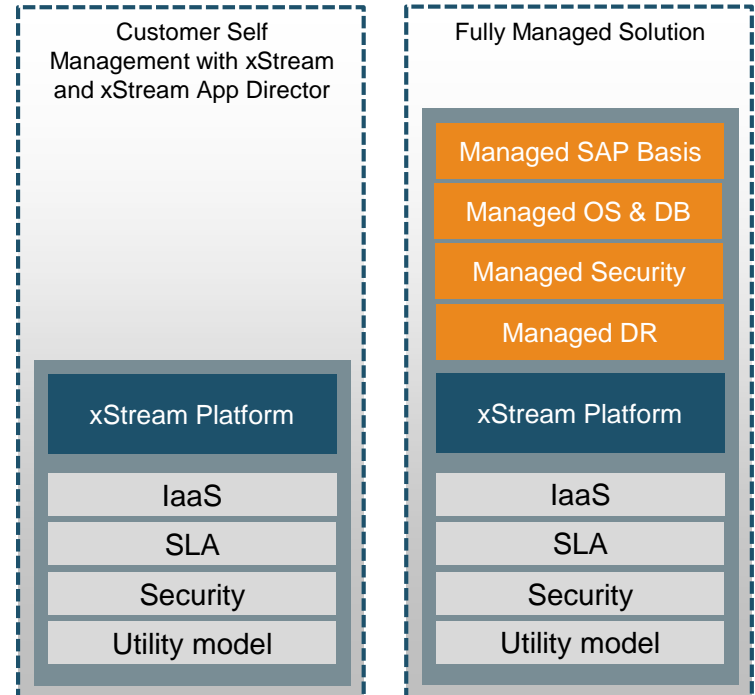 Customer Self
Management with xStream
and xStream App Director
xStream Platform
IaaS
SLA
Security
Utility model
Fully Managed Solution
Managed SAP Basis
Managed OS & DB
Managed Security
Managed DR
xStream Platform
IaaS
SLA
Security
Utility model